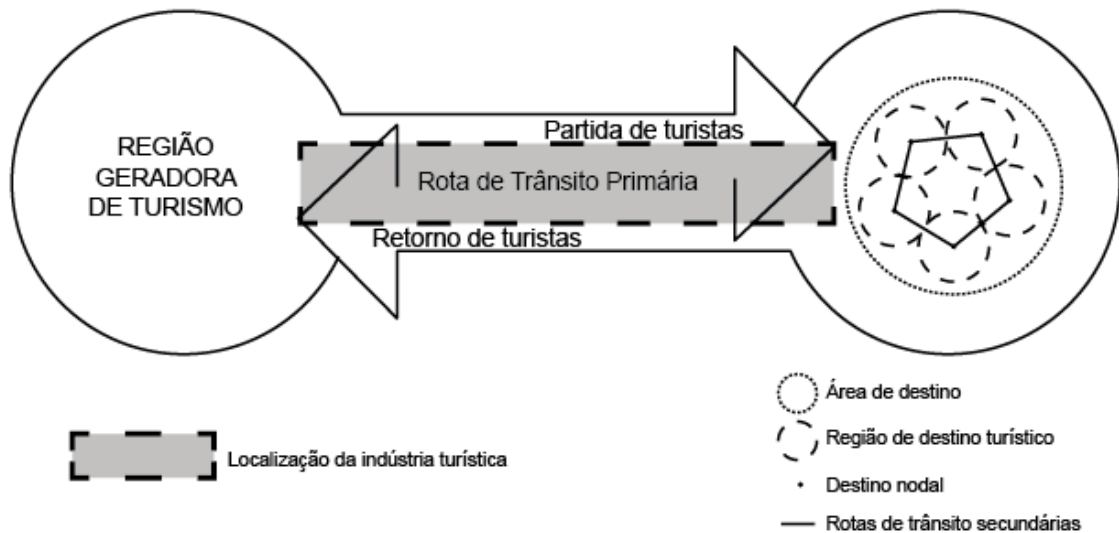 REGIÃO
GERADORA
DE TURISMO
Partida de turistas
Rota de Trânsito Primária
Retorno de turistas
Localização da indústria turística
Área de destino
Região de destino turístico
Destino nodal
Rotas de trânsito secundárias